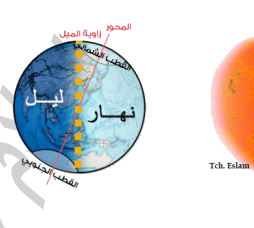 المحور
زاوية الميل
القطب الشمالي
ليل
نهار
القطب الجنوبي
Tch. Eslam